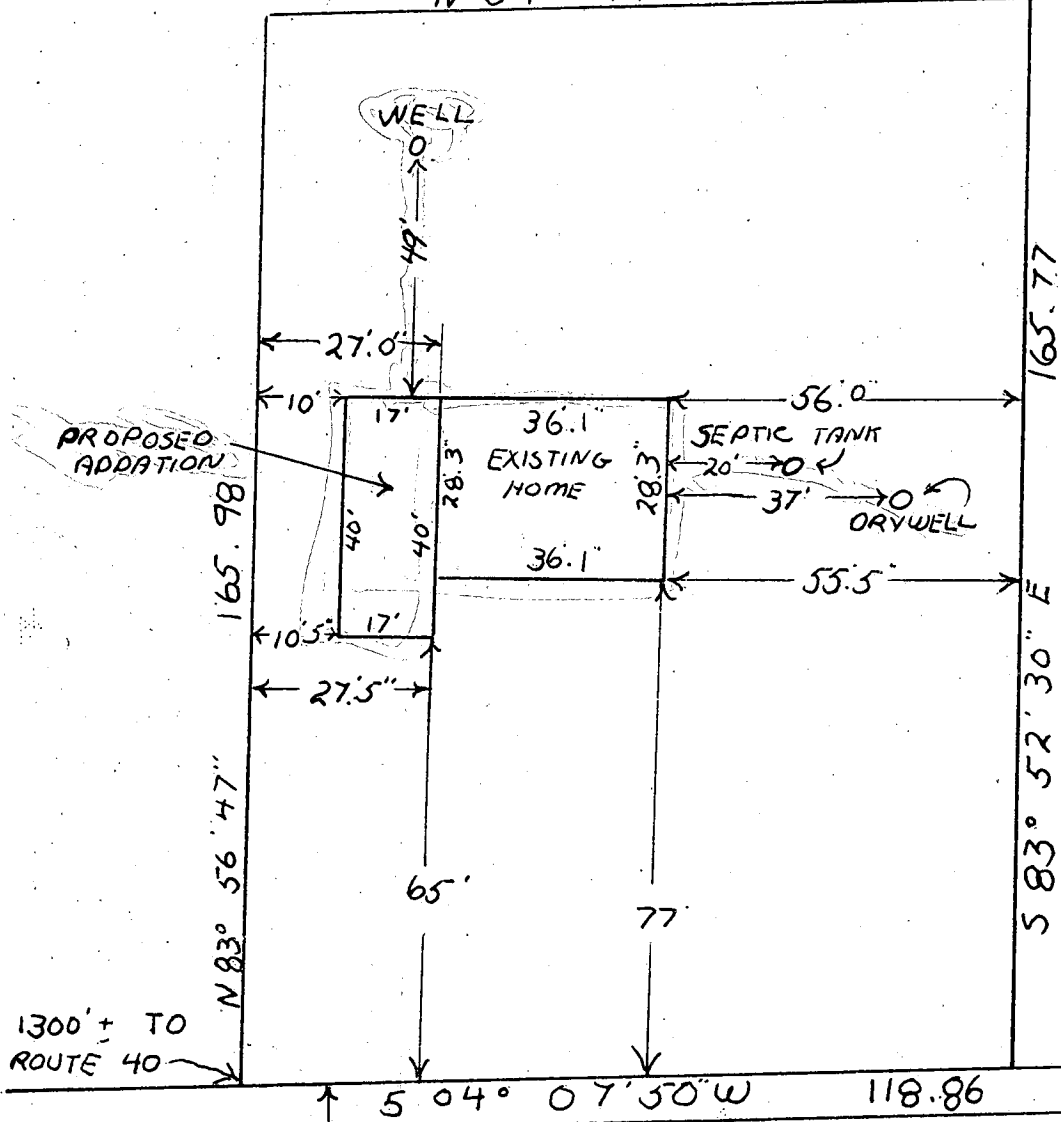 WELL
49'
27'.0"
10'
17'
36'.1"
56'.0"
PROPOSED
ADDATION
EXISTING
HOME
SEPTIC TANK
20'
28'.3"
28'.3"
37'
DRYWELL
40'
40'
36'.1"
55'.5"
10'5"
17'
27'.5"
165.98
N 83° 56' 47"
165.77
S 83° 52' 30" E
65'
77'
1300' ± TO
ROUTE 40
S 04° 07' 50" W 118.86